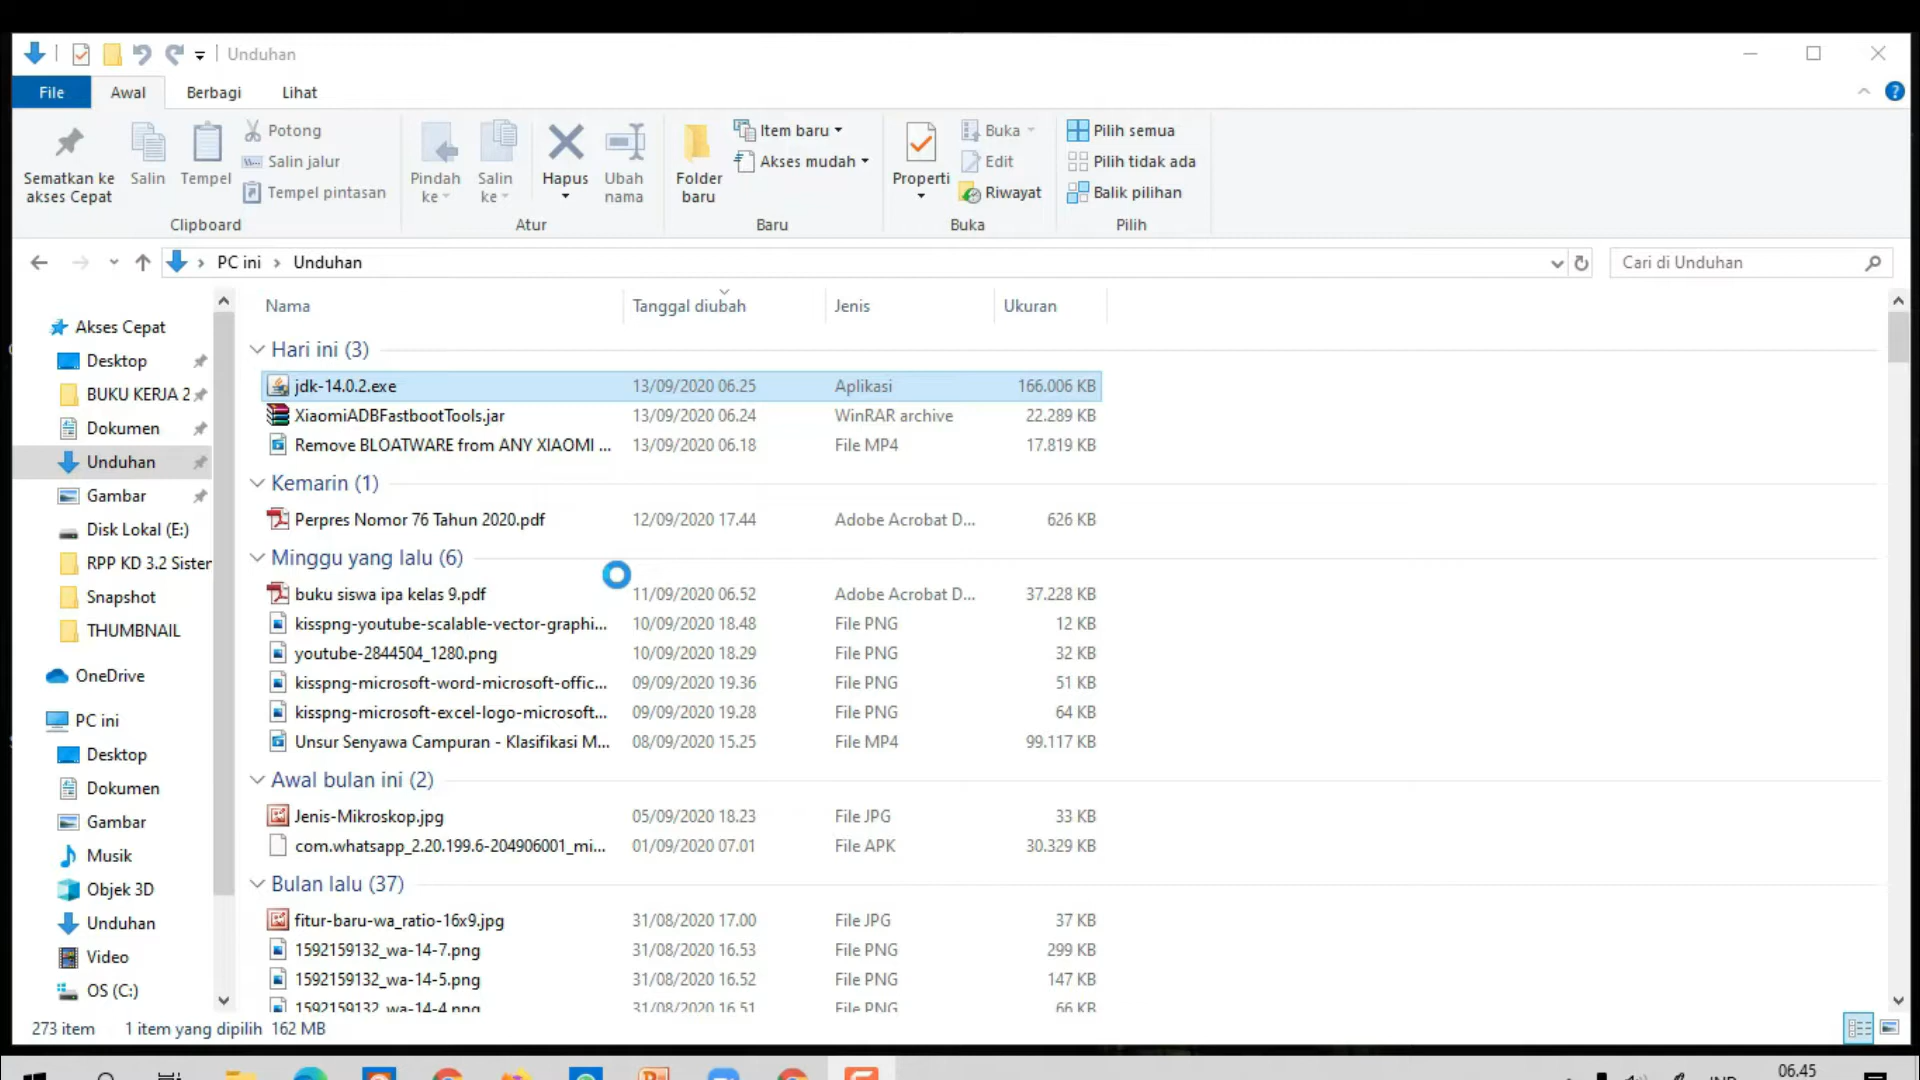 Unduhan
File Awal Berbagi Lihat
Sematkan ke akses Cepat
Salin
Tempel
Potong
Salin jalur
Tempel pintasan
Clipboard
Pindah ke
Salin ke
Hapus
Ubah nama
Atur
Folder baru
Item baru
Akses mudah
Baru
Properti
Buka
Edit
Riwayat
Buka
Pilih semua
Pilih tidak ada
Balik pilihan
Pilih
PC ini > Unduhan
Cari di Unduhan
Akses Cepat
Desktop
BUKU KERJA 2
Dokumen
Unduhan
Gambar
Disk Lokal (E:)
RPP KD 3.2 Sister
Snapshot
THUMBNAIL
OneDrive
PC ini
Desktop
Dokumen
Gambar
Musik
Objek 3D
Unduhan
Video
OS (C:)
Nama Tanggal diubah Jenis Ukuran
Hari ini (3)
jdk-14.0.2.exe 13/09/2020 06.25 Aplikasi 166.006 KB
XiaomiADBFastbootTools.jar 13/09/2020 06.24 WinRAR archive 22.289 KB
Remove BLOATWARE from ANY XIAOMI ... 13/09/2020 06.18 File MP4 17.819 KB
Kemarin (1)
Perpres Nomor 76 Tahun 2020.pdf 12/09/2020 17.44 Adobe Acrobat D... 626 KB
Minggu yang lalu (6)
buku siswa ipa kelas 9.pdf 11/09/2020 06.52 Adobe Acrobat D... 37.228 KB
kisspng-youtube-scalable-vector-graphi... 10/09/2020 18.48 File PNG 12 KB
youtube-2844504_1280.png 10/09/2020 18.29 File PNG 32 KB
kisspng-microsoft-word-microsoft-offic... 09/09/2020 19.36 File PNG 51 KB
kisspng-microsoft-excel-logo-microsoft... 09/09/2020 19.28 File PNG 64 KB
Unsur Senyawa Campuran - Klasifikasi M... 08/09/2020 15.25 File MP4 99.117 KB
Awal bulan ini (2)
Jenis-Mikroskop.jpg 05/09/2020 18.23 File JPG 33 KB
com.whatsapp_2.20.199.6-204906001_mi... 01/09/2020 07.01 File APK 30.329 KB
Bulan lalu (37)
fitur-baru-wa_ratio-16x9.jpg 31/08/2020 17.00 File JPG 37 KB
1592159132_wa-14-7.png 31/08/2020 16.53 File PNG 299 KB
1592159132_wa-14-5.png 31/08/2020 16.52 File PNG 147 KB
1592159132_wa-14-4.png 31/08/2020 16.51 File PNG 66 KB
273 item 1 item yang dipilih 162 MB
06.45